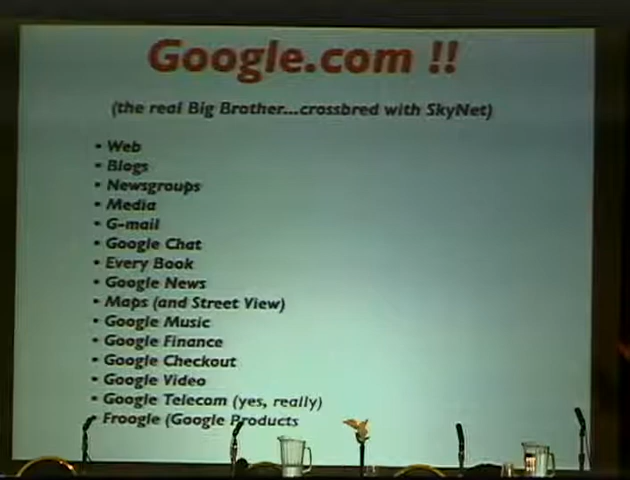 Google.com !!
(the real Big Brother...crossbred with SkyNet)
• Web
• Blogs
• Newsgroups
• Media
• G-mail
• Google Chat
• Every Book
• Google News
• Maps (and Street View)
• Google Music
• Google Finance
• Google Checkout
• Google Video
• Google Telecom (yes, really)
• Froogle (Google Products